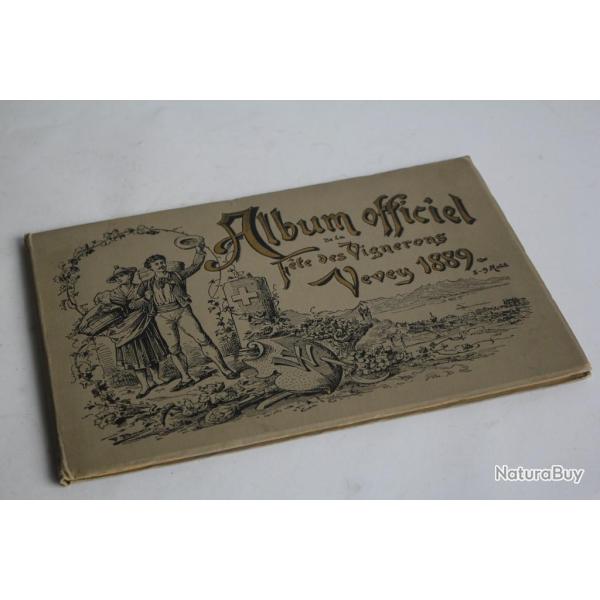 Album officiel
de la
Fête des Vignerons
Vevey 1889
NaturaBuy